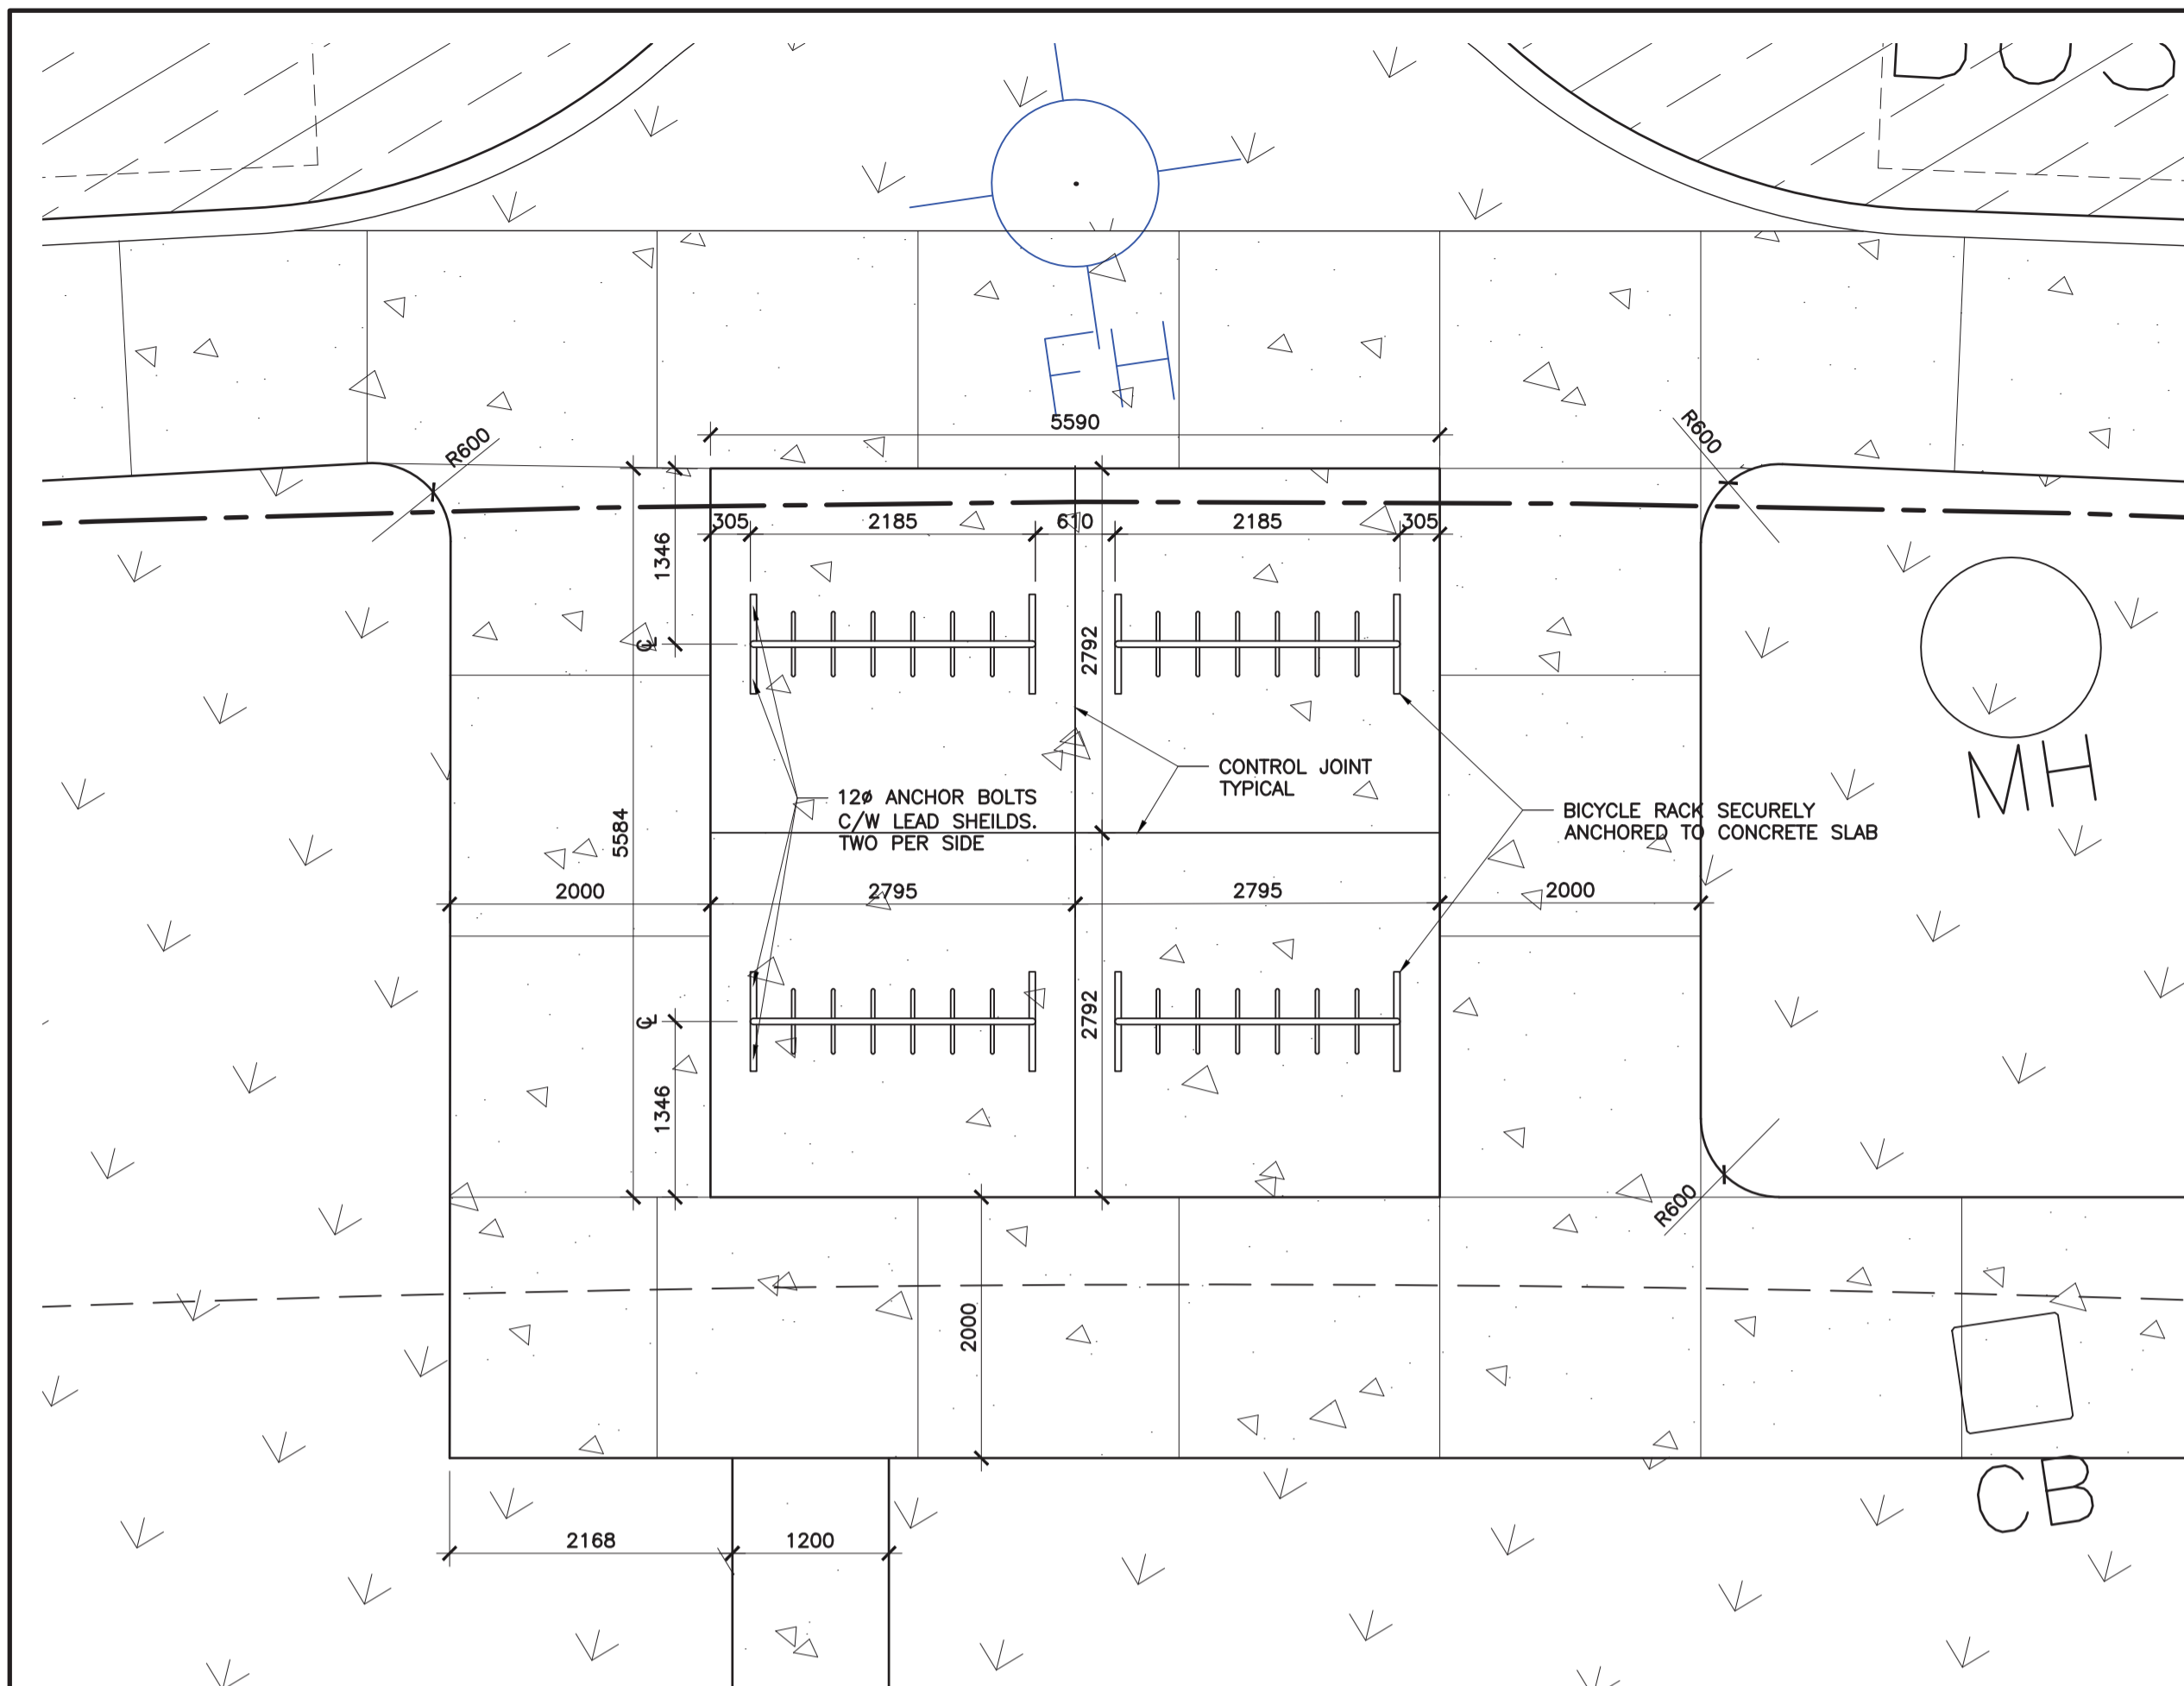 BUS
FH
5590
R600
R600
305
2185
610
2185
305
1346
℄
2792
CONTROL JOINT
TYPICAL
12ø ANCHOR BOLTS
C/W LEAD SHEILDS.
TWO PER SIDE
BICYCLE RACK SECURELY
ANCHORED TO CONCRETE SLAB
MH
5584
2000
2795
2795
2000
℄
2792
1346
R600
2000
CB
2168
1200